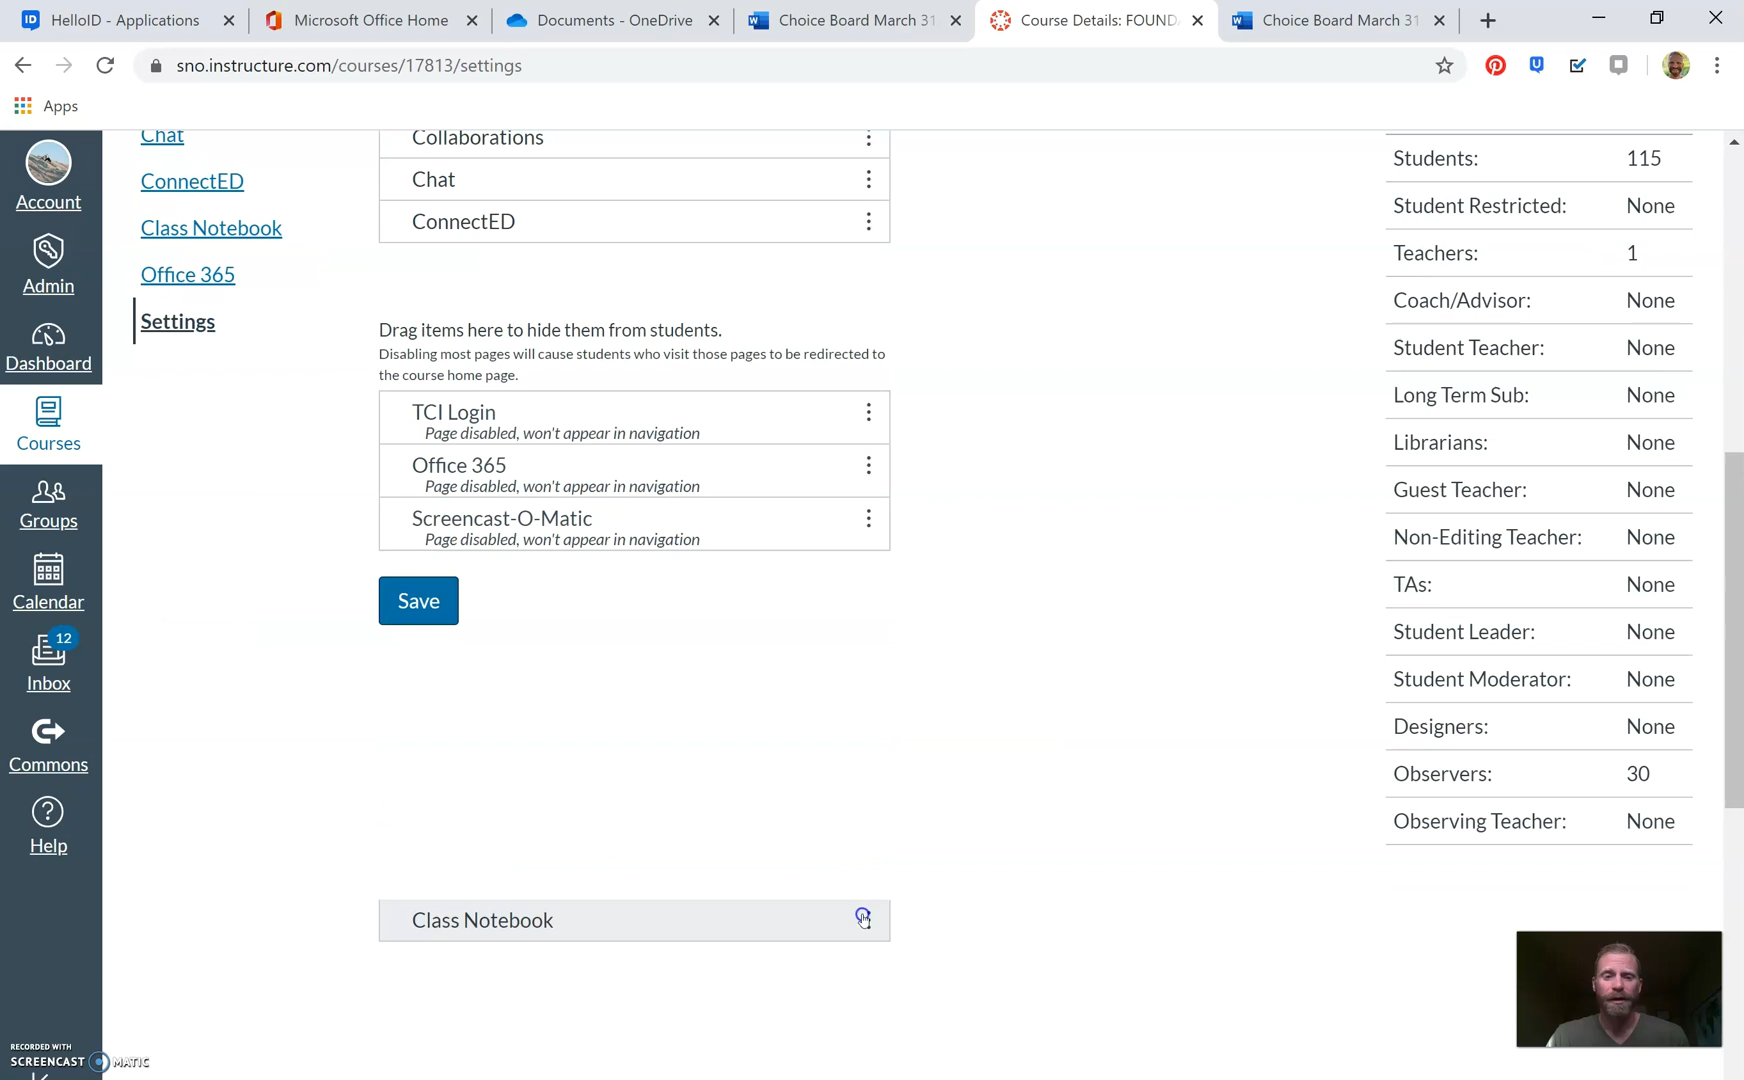 HelloID - Applications
Microsoft Office Home
Documents - OneDrive
Choice Board March 31
Course Details: FOUND
Choice Board March 31
sno.instructure.com/courses/17813/settings
Apps
Account
Admin
Dashboard
Courses
Groups
Calendar
12
Inbox
Commons
Help
RECORDED WITH
SCREENCAST MATIC
Chat
ConnectED
Class Notebook
Office 365
Settings
Collaborations
Chat
ConnectED
Drag items here to hide them from students.
Disabling most pages will cause students who visit those pages to be redirected to
the course home page.
TCI Login
Page disabled, won't appear in navigation
Office 365
Page disabled, won't appear in navigation
Screencast-O-Matic
Page disabled, won't appear in navigation
Save
Class Notebook
Students: 115
Student Restricted: None
Teachers: 1
Coach/Advisor: None
Student Teacher: None
Long Term Sub: None
Librarians: None
Guest Teacher: None
Non-Editing Teacher: None
TAs: None
Student Leader: None
Student Moderator: None
Designers: None
Observers: 30
Observing Teacher: None